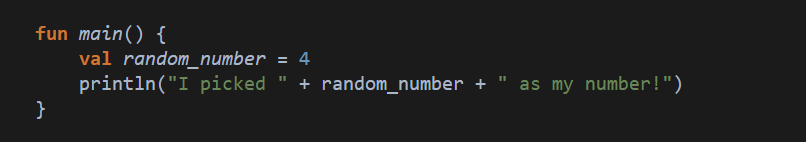 fun main() {
    val random_number = 4
    println("I picked " + random_number + " as my number!")
}